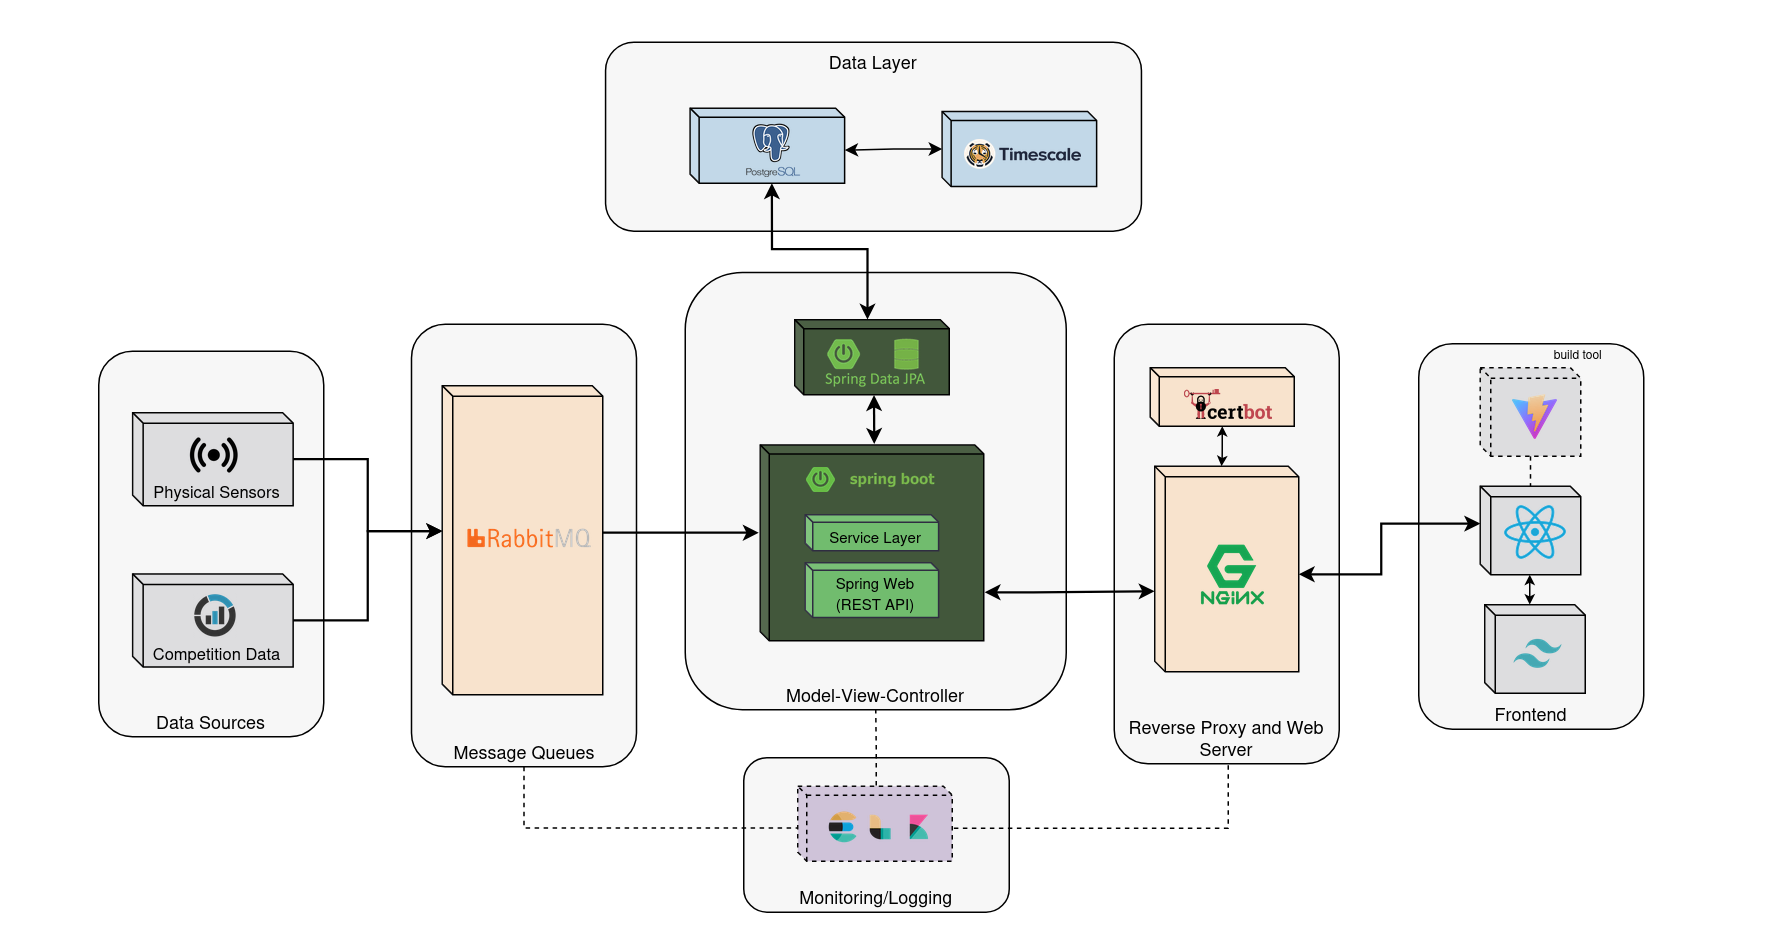 Data Layer
PostgreSQL
Timescale
Spring Data JPA
spring boot
Service Layer
Spring Web
(REST API)
Model-View-Controller
Physical Sensors
Competition Data
Data Sources
RabbitMQ
Message Queues
certbot
NGiNX
Reverse Proxy and Web
Server
build tool
Frontend
Monitoring/Logging